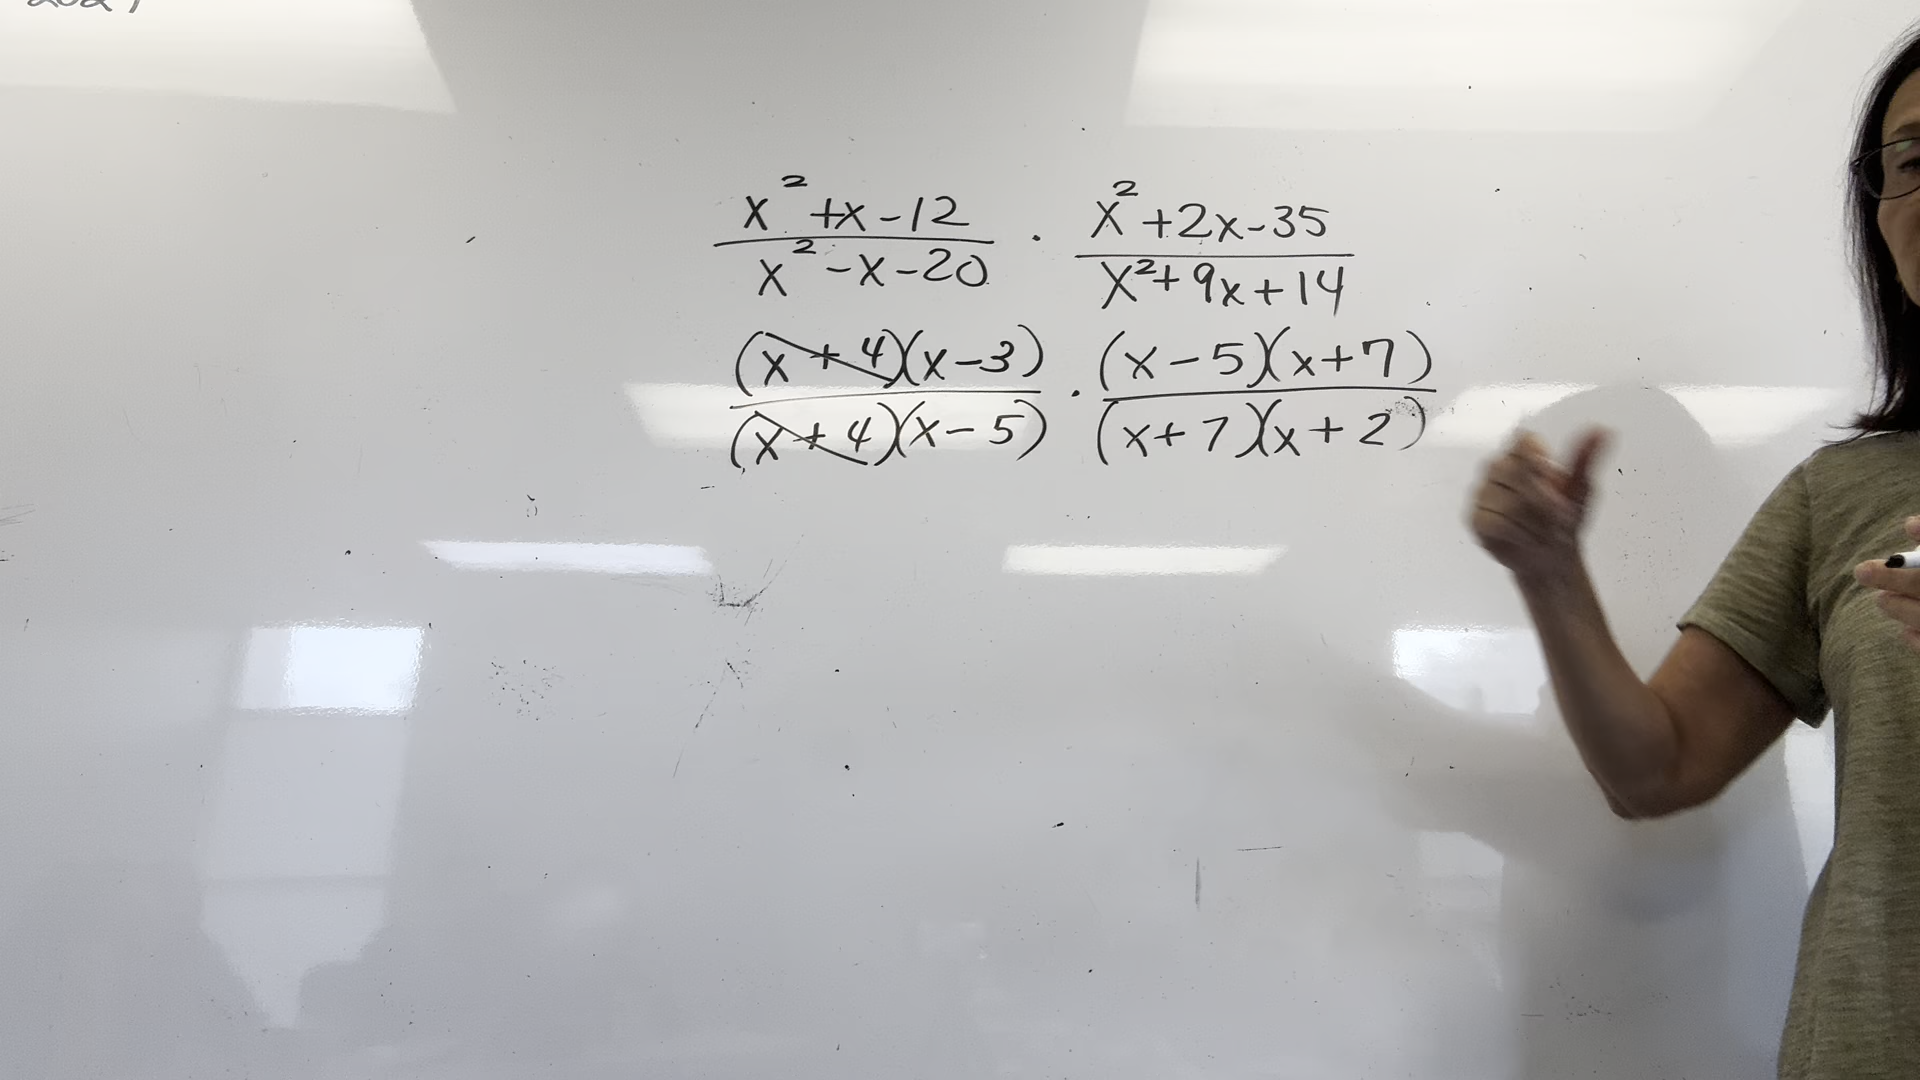 x² + x - 12 / x² - x - 20 · x² + 2x - 35 / x² + 9x + 14
(x + 4)(x - 3) / (x + 4)(x - 5) · (x - 5)(x + 7) / (x + 7)(x + 2)